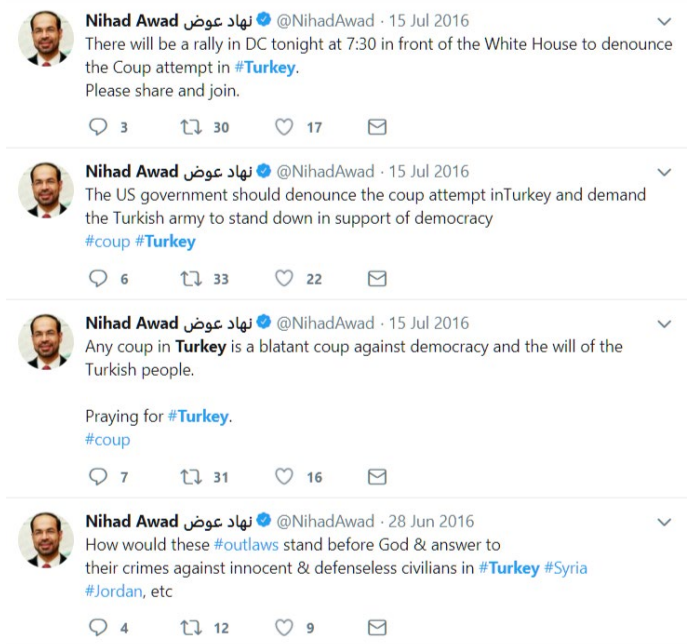 Nihad Awad نهاد عوض @NihadAwad · 15 Jul 2016
There will be a rally in DC tonight at 7:30 in front of the White House to denounce
the Coup attempt in #Turkey.
Please share and join.
3 30 17
Nihad Awad نهاد عوض @NihadAwad · 15 Jul 2016
The US government should denounce the coup attempt inTurkey and demand
the Turkish army to stand down in support of democracy
#coup #Turkey
6 33 22
Nihad Awad نهاد عوض @NihadAwad · 15 Jul 2016
Any coup in Turkey is a blatant coup against democracy and the will of the
Turkish people.
Praying for #Turkey.
#coup
7 31 16
Nihad Awad نهاد عوض @NihadAwad · 28 Jun 2016
How would these #outlaws stand before God & answer to
their crimes against innocent & defenseless civilians in #Turkey #Syria
#Jordan, etc
4 12 9